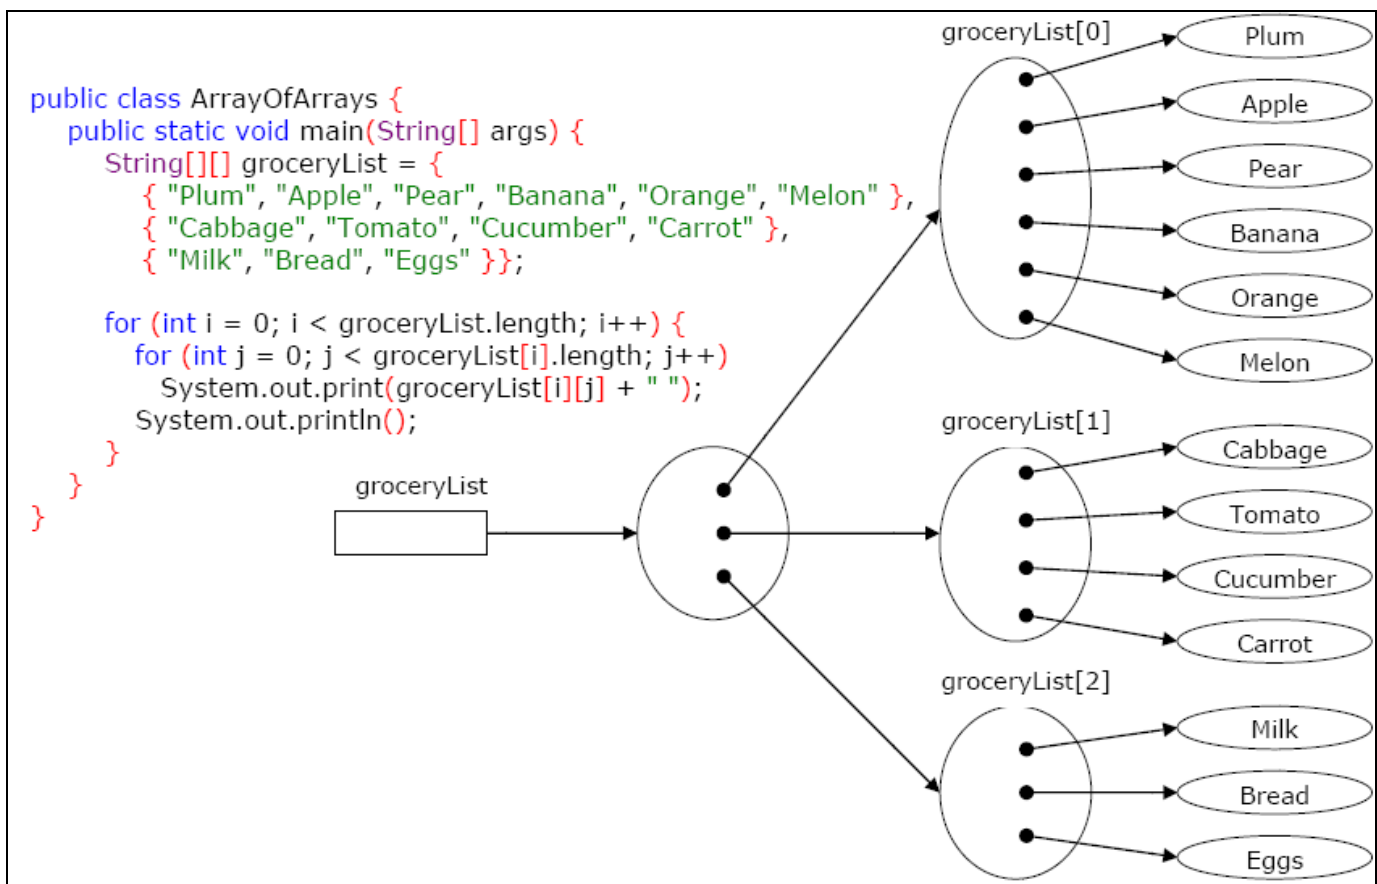 public class ArrayOfArrays {
public static void main(String[] args) {
String[][] groceryList = {
{ "Plum", "Apple", "Pear", "Banana", "Orange", "Melon" },
{ "Cabbage", "Tomato", "Cucumber", "Carrot" },
{ "Milk", "Bread", "Eggs" }};
for (int i = 0; i < groceryList.length; i++) {
for (int j = 0; j < groceryList[i].length; j++)
System.out.print(groceryList[i][j] + " ");
System.out.println();
}
}
}
groceryList
groceryList[0]
Plum
Apple
Pear
Banana
Orange
Melon
groceryList[1]
Cabbage
Tomato
Cucumber
Carrot
groceryList[2]
Milk
Bread
Eggs